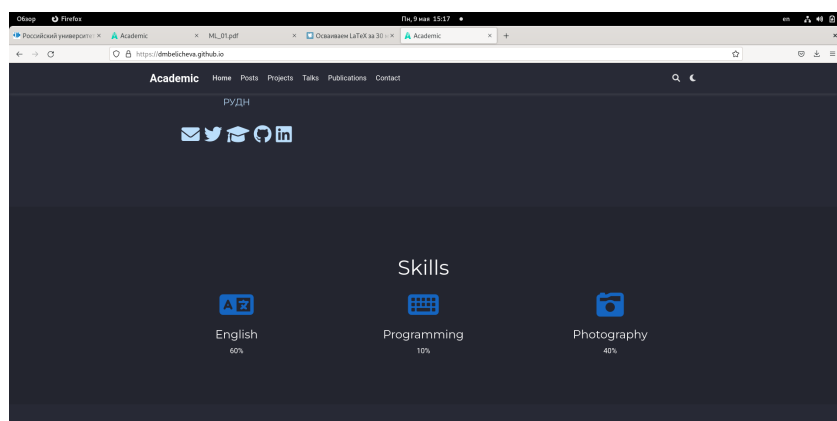 Обзор Firefox Пн, 9 мая 15:17 en
Российский университет Academic ML_01.pdf Осваиваем LaTeX за 30 Academic
https://dmbelicheva.github.io
Academic Home Posts Projects Talks Publications Contact
РУДН
Skills
English Programming Photography
60% 10% 40%